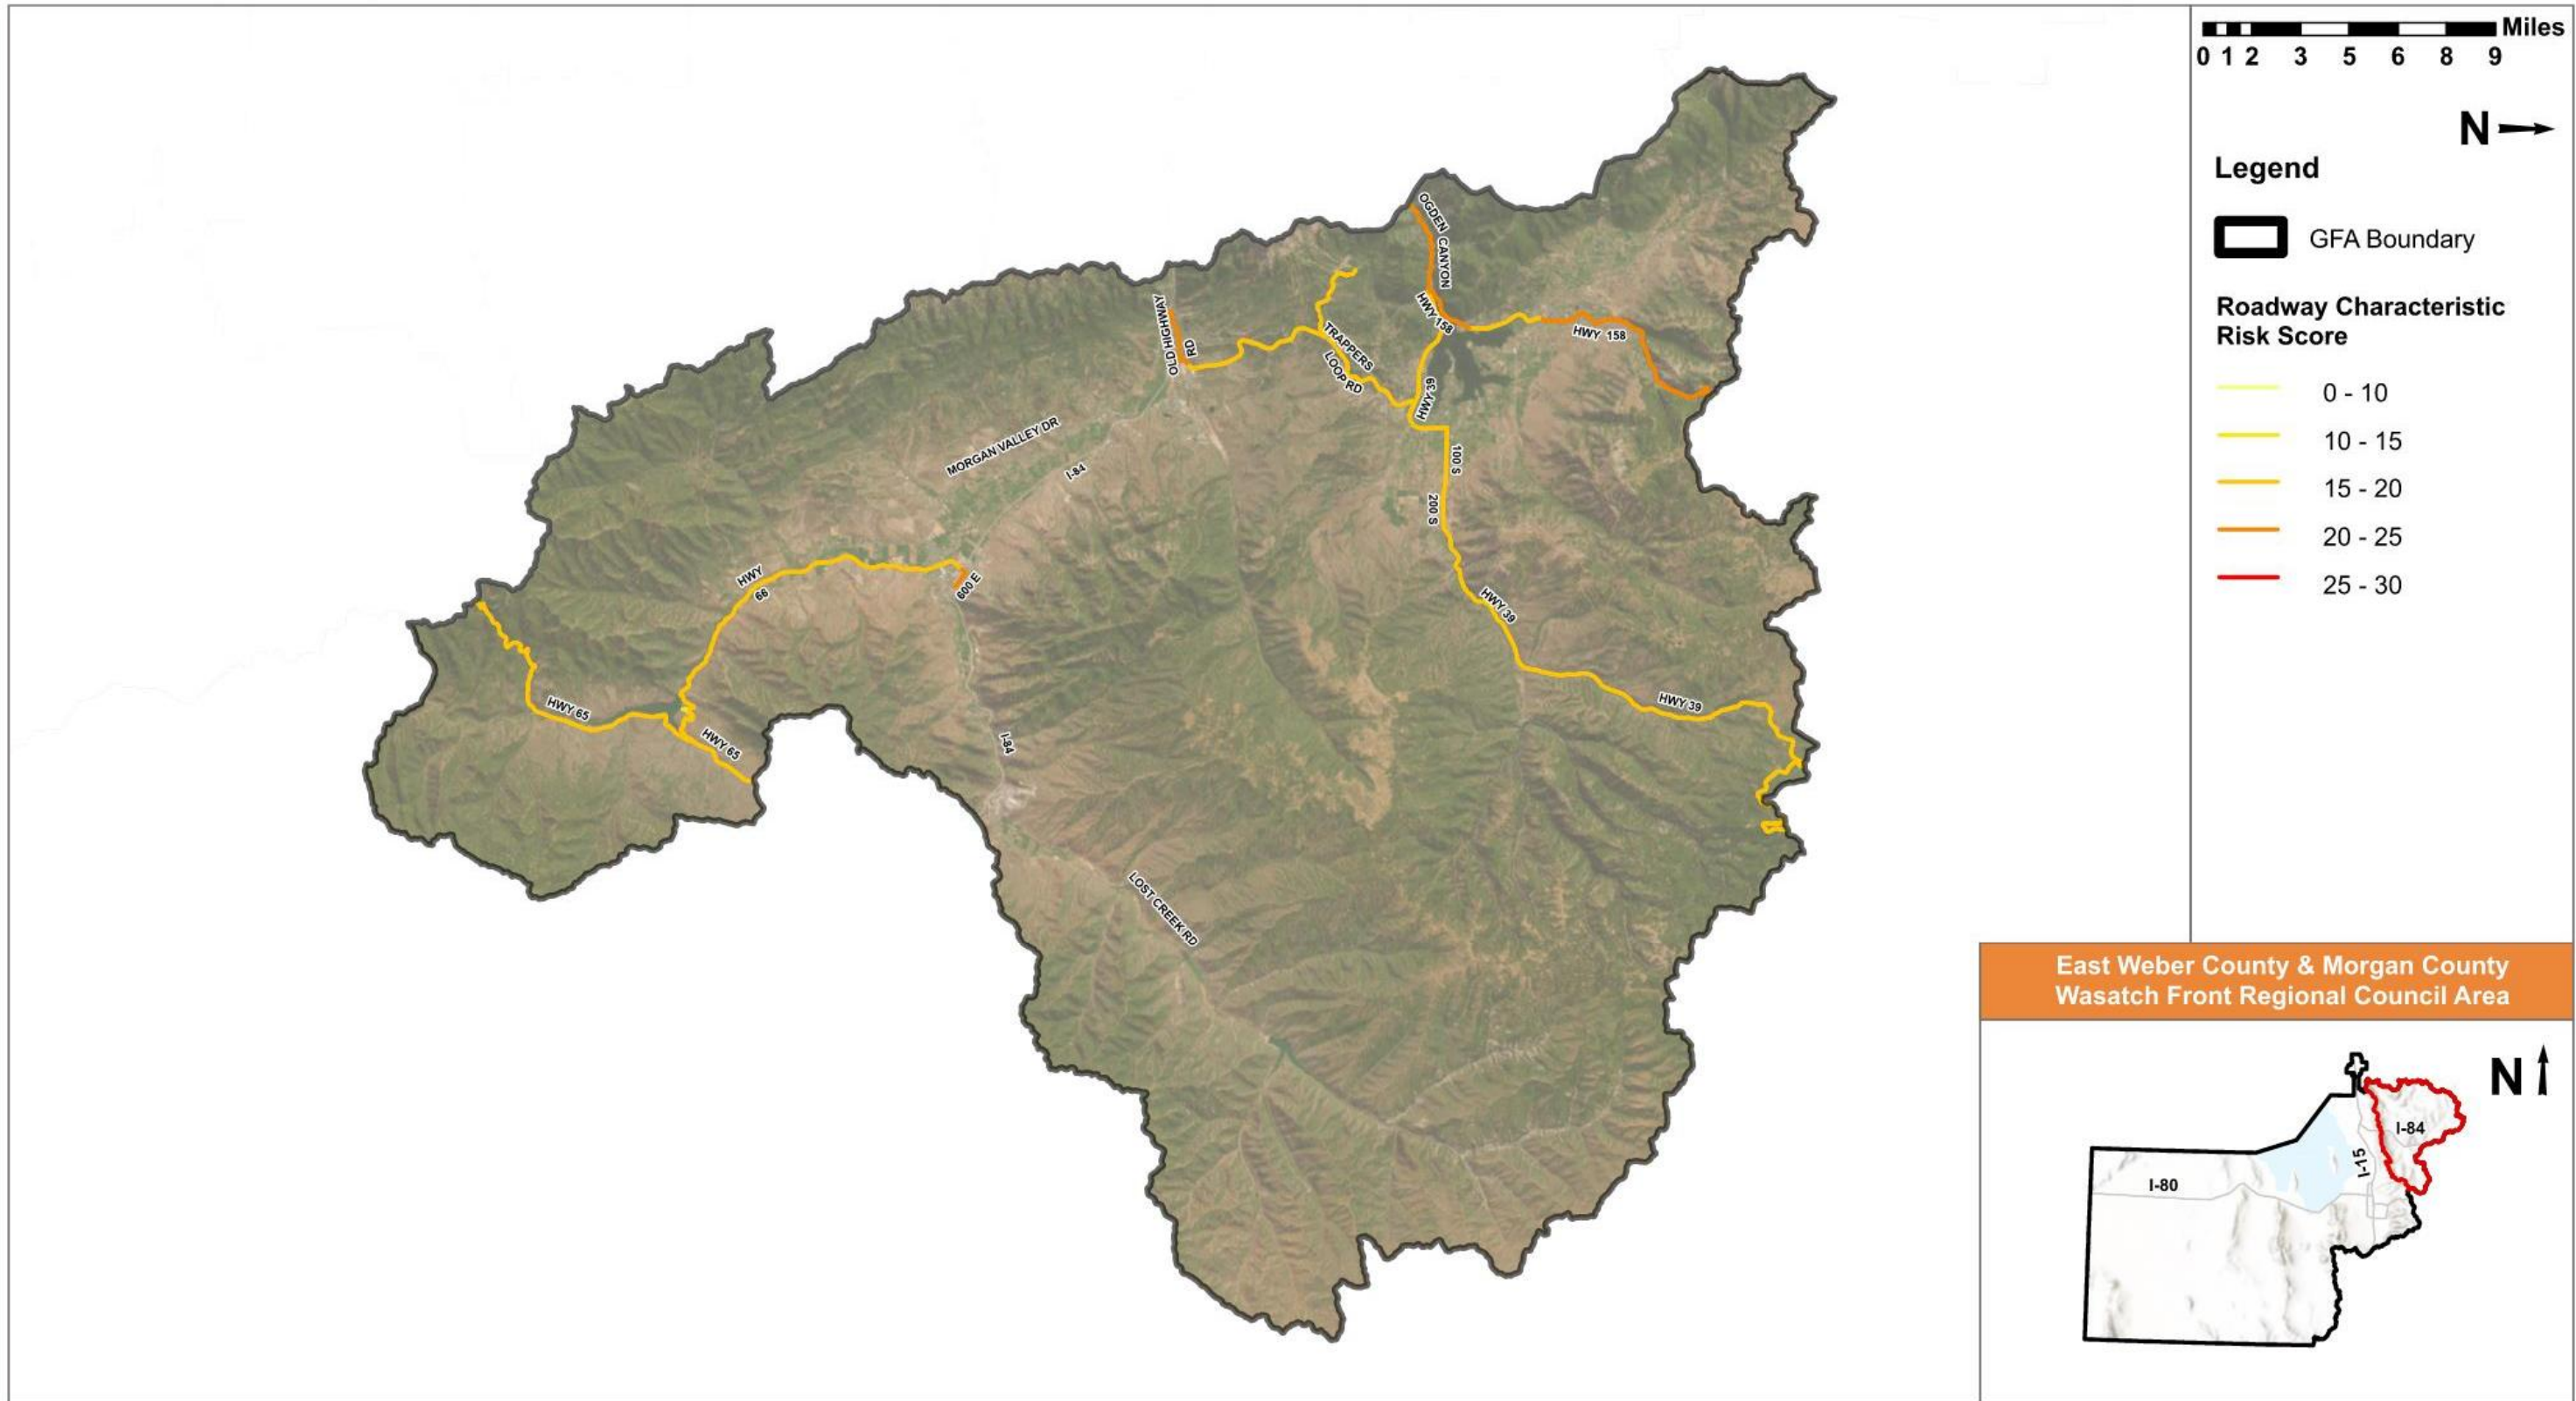 Miles
0 1 2 3 5 6 8 9
N
Legend
GFA Boundary
Roadway Characteristic
Risk Score
0 - 10
10 - 15
15 - 20
20 - 25
25 - 30
OGDEN CANYON
HWY 158
HWY 158
OLD HIGHWAY
RD
TRAPPERS
LOOP RD
HWY 39
100 S
200 S
MORGAN VALLEY DR
I-84
HWY
66
600 E
HWY 39
HWY 39
HWY 65
HWY 65
I-84
LOST CREEK RD
East Weber County & Morgan County
Wasatch Front Regional Council Area
N
I-84
I-15
I-80